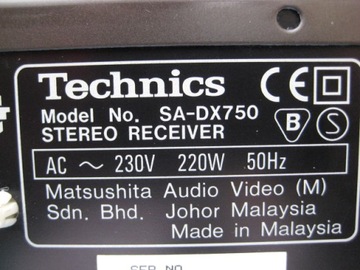 Technics CE
Model No. SA-DX750
STEREO RECEIVER B S
AC ~ 230V 220W 50Hz
Matsushita Audio Video (M)
Sdn. Bhd. Johor Malaysia
Made in Malaysia
SER NO